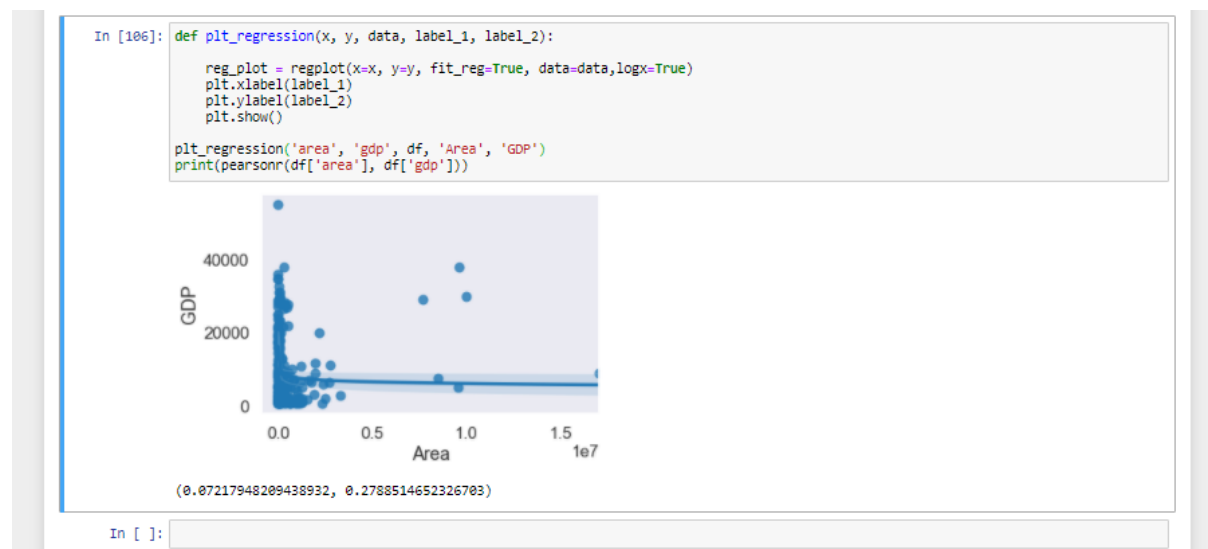 In [106]: def plt_regression(x, y, data, label_1, label_2):
reg_plot = regplot(x=x, y=y, fit_reg=True, data=data,logx=True)
plt.xlabel(label_1)
plt.ylabel(label_2)
plt.show()
plt_regression('area', 'gdp', df, 'Area', 'GDP')
print(pearsonr(df['area'], df['gdp']))
40000
GDP
20000
0
0.0 0.5 1.0 1.5
Area 1e7
(0.07217948209438932, 0.2788514652326703)
In [ ]: